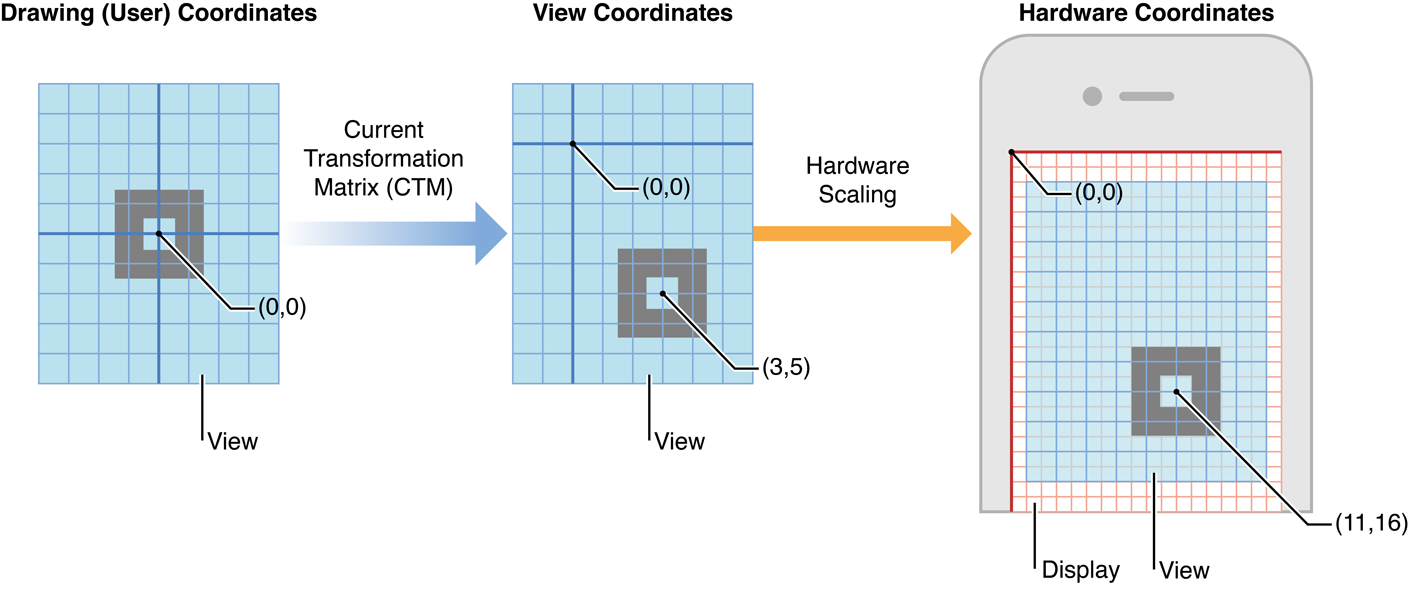 Drawing (User) Coordinates
View Coordinates
Hardware Coordinates
Current
Transformation
Matrix (CTM)
Hardware
Scaling
(0,0)
(0,0)
(0,0)
(3,5)
(11,16)
View
View
Display
View